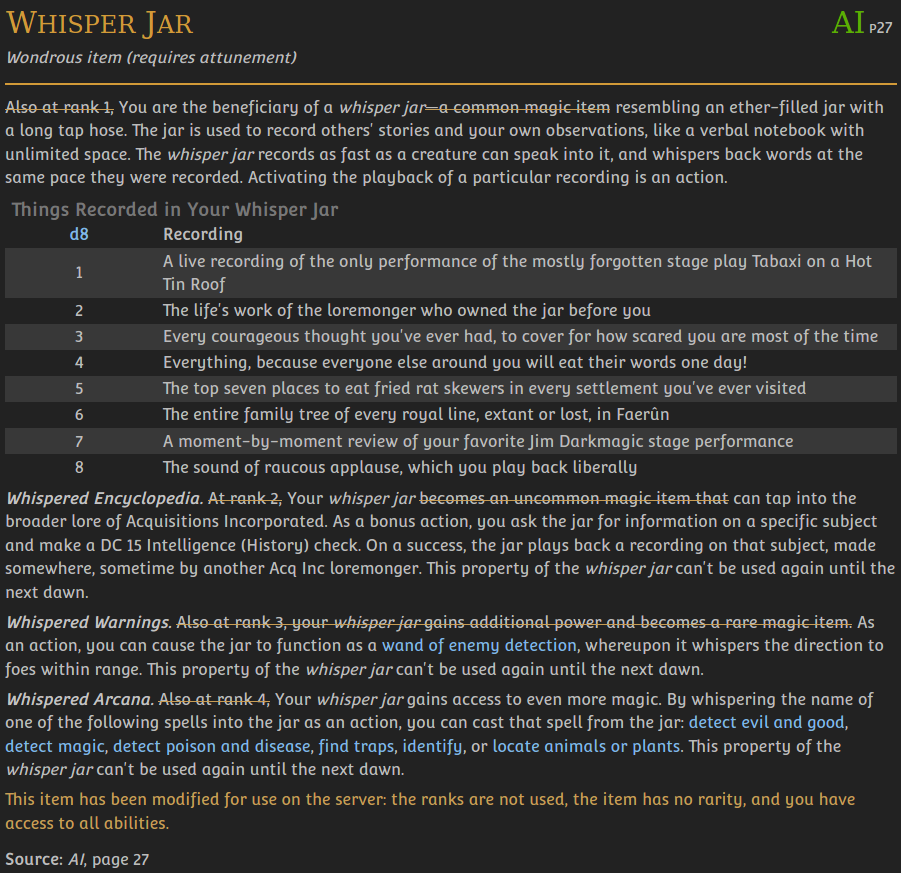 Whisper Jar AI P27
Wondrous item (requires attunement)
Also at rank 1, You are the beneficiary of a whisper jar—a common magic item resembling an ether-filled jar with
a long tap hose. The jar is used to record others' stories and your own observations, like a verbal notebook with
unlimited space. The whisper jar records as fast as a creature can speak into it, and whispers back words at the
same pace they were recorded. Activating the playback of a particular recording is an action.
Things Recorded in Your Whisper Jar
d8 Recording
1 A live recording of the only performance of the mostly forgotten stage play Tabaxi on a Hot
Tin Roof
2 The life's work of the loremonger who owned the jar before you
3 Every courageous thought you've ever had, to cover for how scared you are most of the time
4 Everything, because everyone else around you will eat their words one day!
5 The top seven places to eat fried rat skewers in every settlement you've ever visited
6 The entire family tree of every royal line, extant or lost, in Faerûn
7 A moment-by-moment review of your favorite Jim Darkmagic stage performance
8 The sound of raucous applause, which you play back liberally
Whispered Encyclopedia. At rank 2, Your whisper jar becomes an uncommon magic item that can tap into the
broader lore of Acquisitions Incorporated. As a bonus action, you ask the jar for information on a specific subject
and make a DC 15 Intelligence (History) check. On a success, the jar plays back a recording on that subject, made
somewhere, sometime by another Acq Inc loremonger. This property of the whisper jar can't be used again until the
next dawn.
Whispered Warnings. Also at rank 3, your whisper jar gains additional power and becomes a rare magic item. As
an action, you can cause the jar to function as a wand of enemy detection, whereupon it whispers the direction to
foes within range. This property of the whisper jar can't be used again until the next dawn.
Whispered Arcana. Also at rank 4, Your whisper jar gains access to even more magic. By whispering the name of
one of the following spells into the jar as an action, you can cast that spell from the jar: detect evil and good,
detect magic, detect poison and disease, find traps, identify, or locate animals or plants. This property of the
whisper jar can't be used again until the next dawn.
This item has been modified for use on the server: the ranks are not used, the item has no rarity, and you have
access to all abilities.
Source: AI, page 27